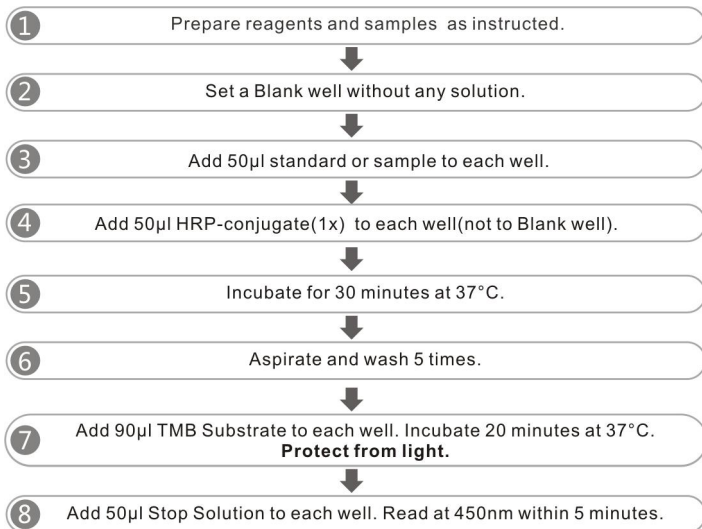 1 Prepare reagents and samples as instructed.
2 Set a Blank well without any solution.
3 Add 50μl standard or sample to each well.
4 Add 50μl HRP-conjugate(1x) to each well(not to Blank well).
5 Incubate for 30 minutes at 37°C.
6 Aspirate and wash 5 times.
7 Add 90μl TMB Substrate to each well. Incubate 20 minutes at 37°C.
Protect from light.
8 Add 50μl Stop Solution to each well. Read at 450nm within 5 minutes.